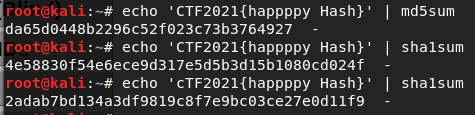 root@kali:~# echo 'CTF2021{happppy Hash}' | md5sum
da65d0448b2296c52f023c73b3764927  -
root@kali:~# echo 'CTF2021{happppy Hash}' | sha1sum
4e58830f54e6ece9d317e5d5b3d15b1080cd024f  -
root@kali:~# echo 'cTF2021{happppy Hash}' | sha1sum
2adab7bd134a3df9819c8f7e9bc03ce27e0d11f9  -